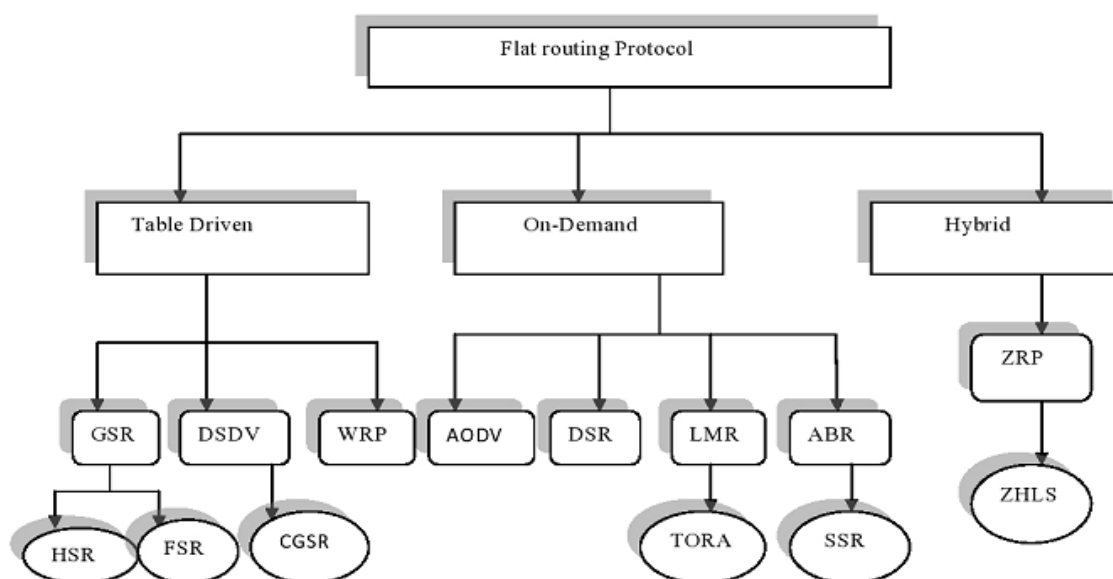 Flat routing Protocol
Table Driven
On-Demand
Hybrid
ZRP
GSR
DSDV
WRP
AODV
DSR
LMR
ABR
ZHLS
HSR
FSR
CGSR
TORA
SSR